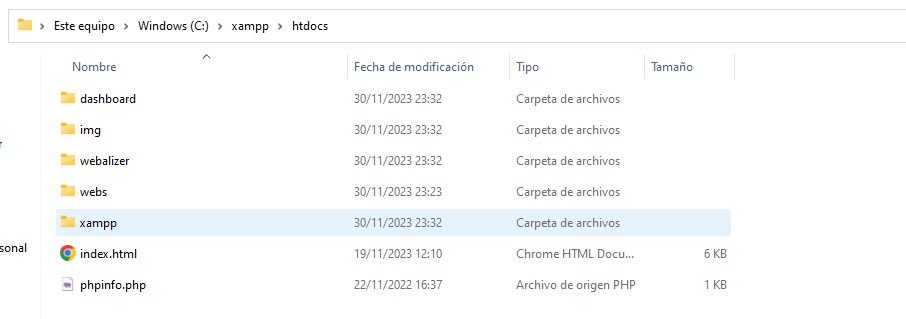 Este equipo > Windows (C:) > xampp > htdocs
Nombre Fecha de modificación Tipo Tamaño
dashboard 30/11/2023 23:32 Carpeta de archivos
img 30/11/2023 23:32 Carpeta de archivos
r
webalizer 30/11/2023 23:32 Carpeta de archivos
webs 30/11/2023 23:23 Carpeta de archivos
xampp 30/11/2023 23:32 Carpeta de archivos
sonal
index.html 19/11/2023 12:10 Chrome HTML Docu... 6 KB
phpinfo.php 22/11/2022 16:37 Archivo de origen PHP 1 KB